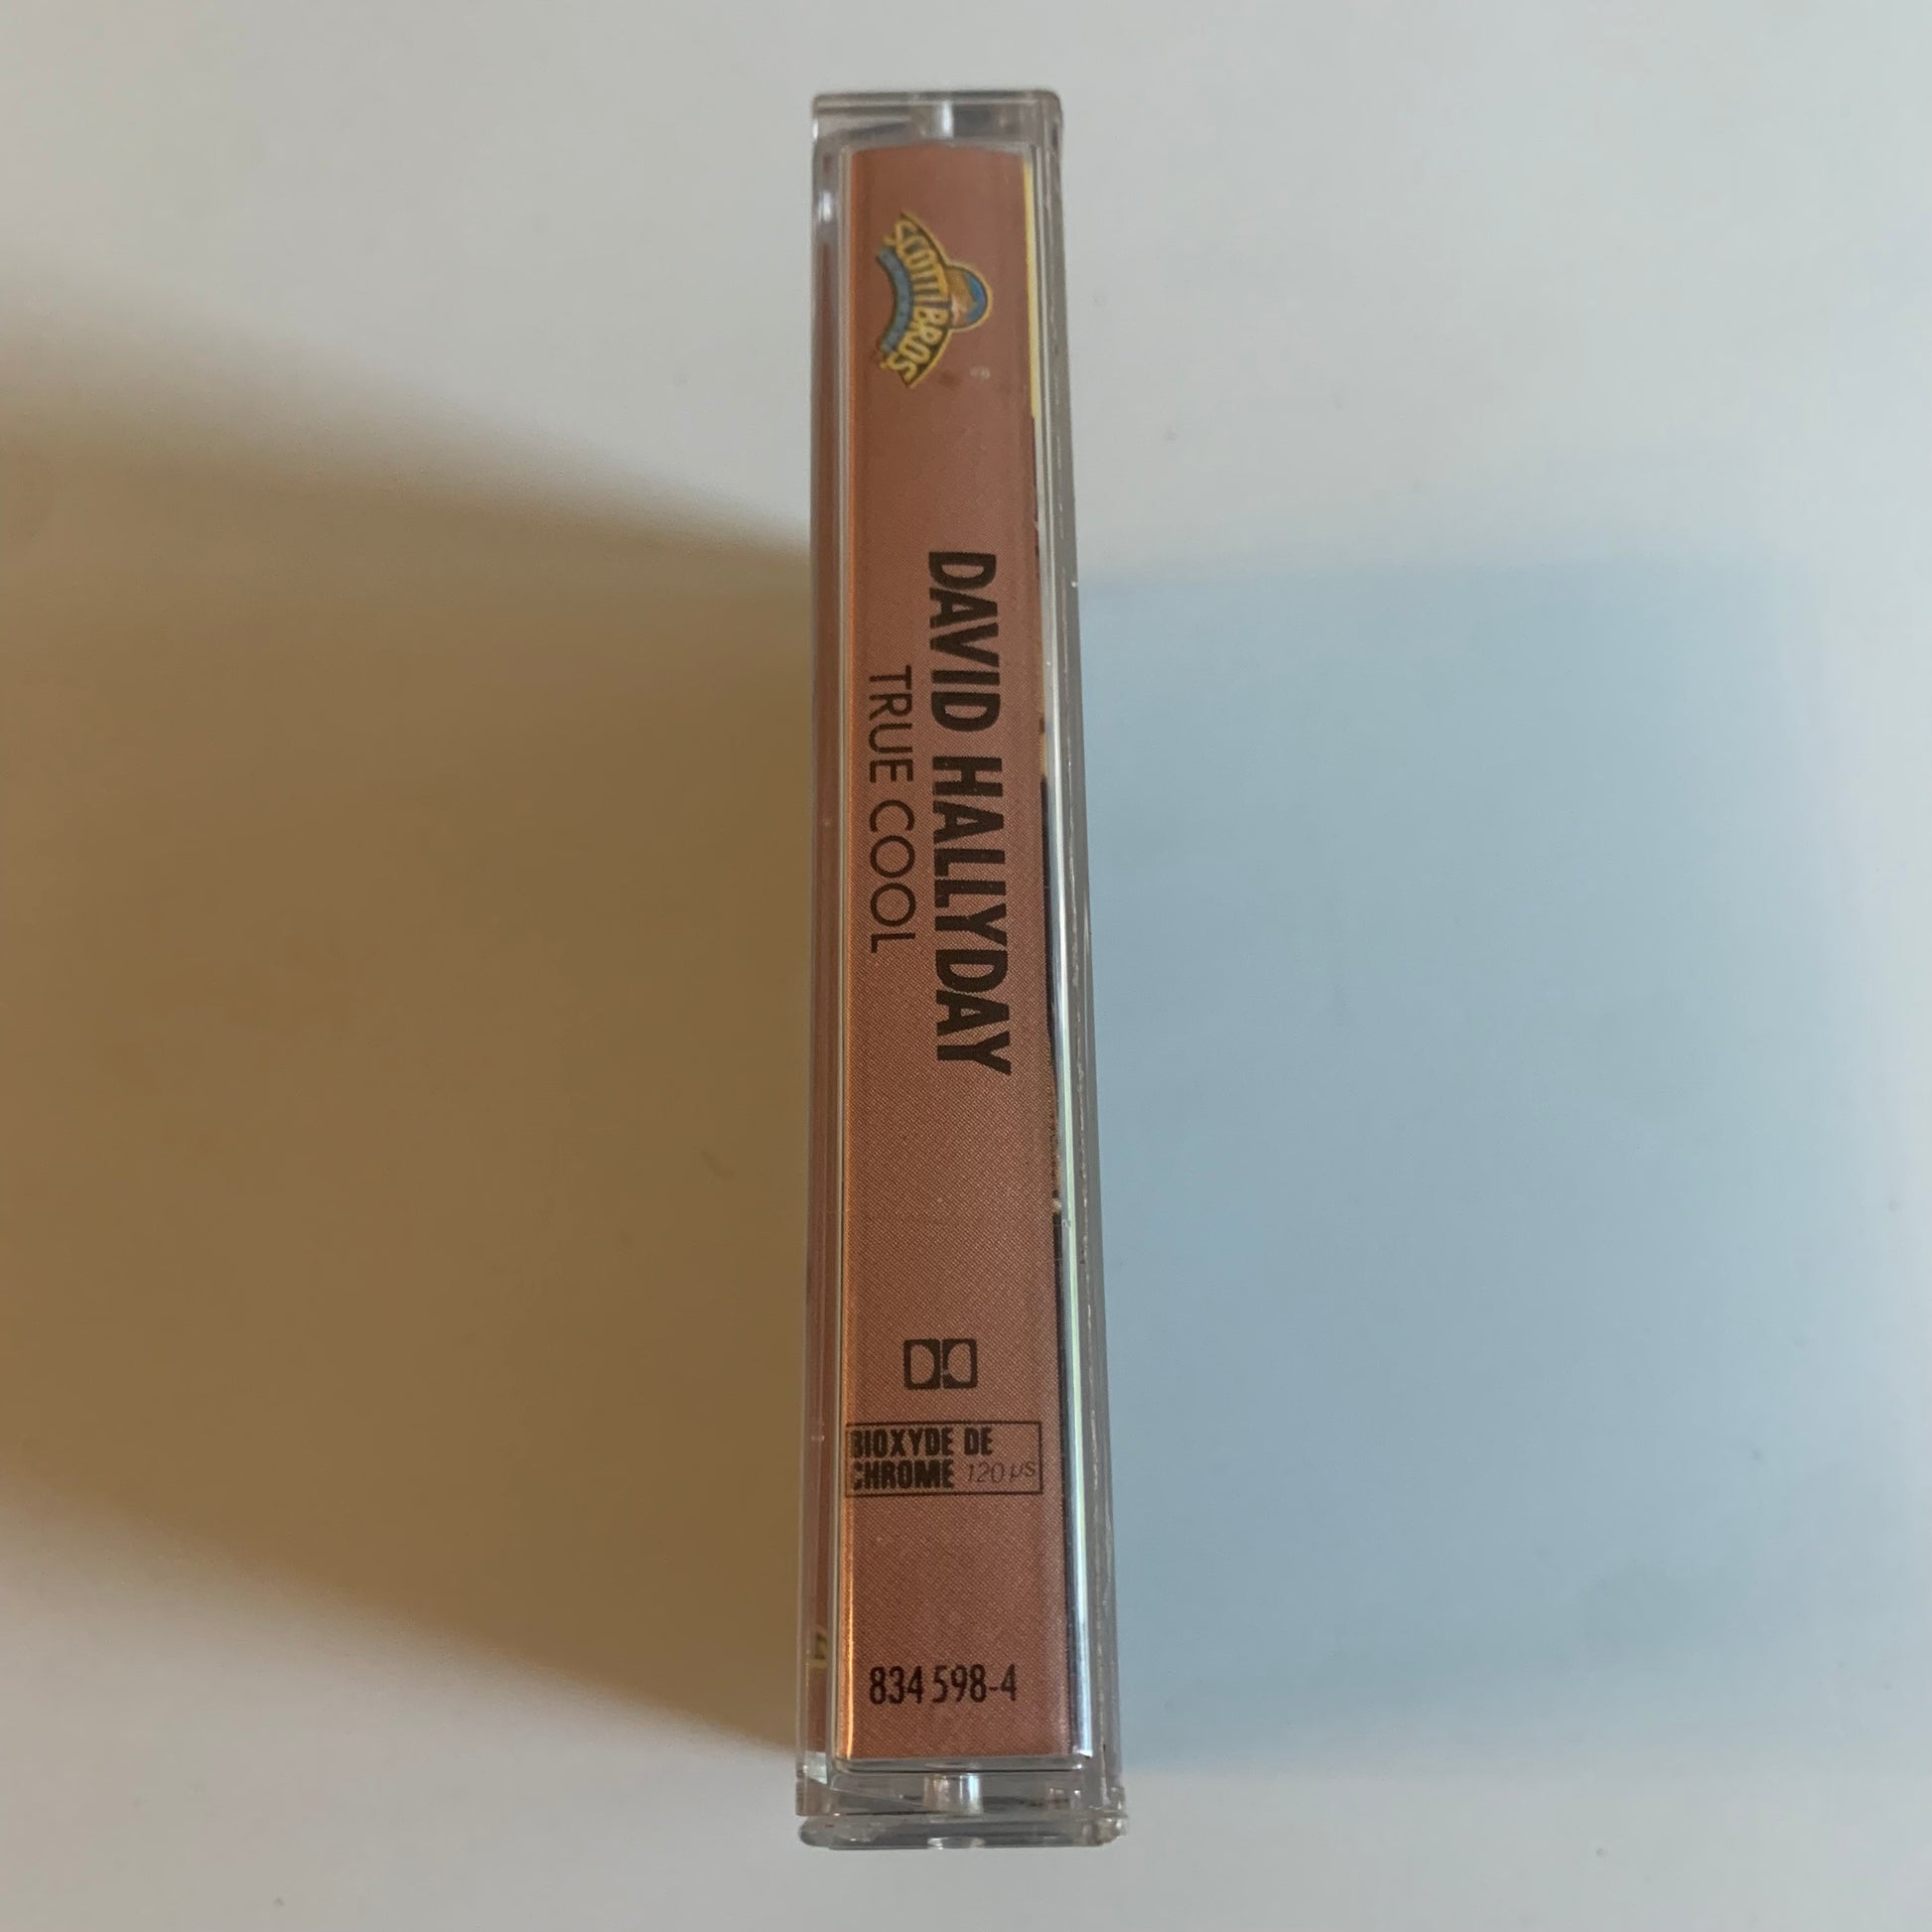 SCOTTI BROS
DAVID HALLYDAY
TRUE COOL
BIOXYDE DE
CHROME 120 µs
834 598-4